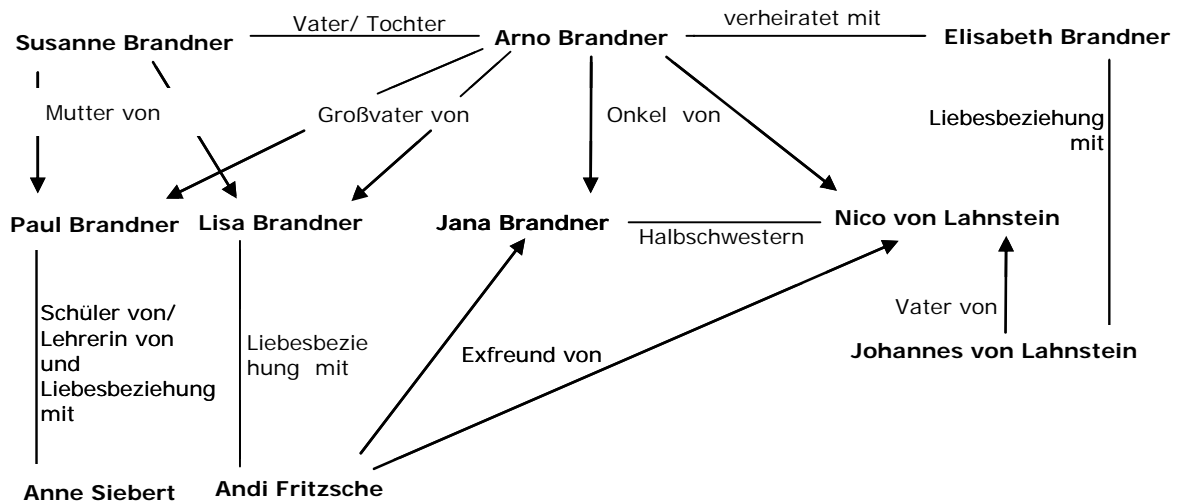 Susanne Brandner
Vater/ Tochter
Arno Brandner
verheiratet mit
Elisabeth Brandner
Mutter von
Großvater von
Onkel von
Liebesbeziehung
mit
Paul Brandner
Lisa Brandner
Jana Brandner
Halbschwestern
Nico von Lahnstein
Schüler von/
Lehrerin von
und
Liebesbeziehung
mit
Liebesbezie
hung mit
Exfreund von
Vater von
Johannes von Lahnstein
Anne Siebert
Andi Fritzsche